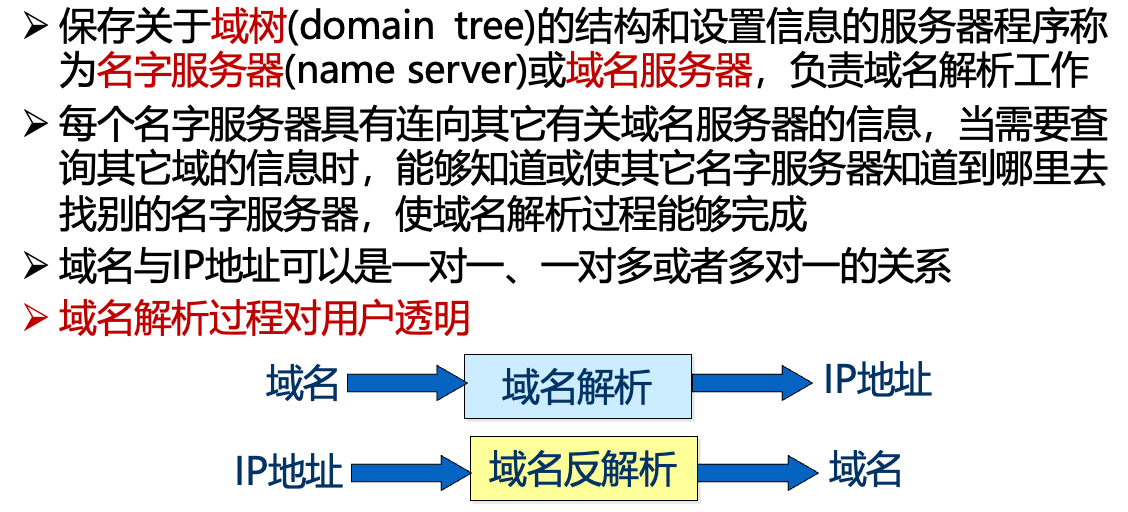 ➢ 保存关于域树(domain tree)的结构和设置信息的服务器程序称
为名字服务器(name server)或域名服务器，负责域名解析工作
➢ 每个名字服务器具有连向其它有关域名服务器的信息，当需要查
询其它域的信息时，能够知道或使其它名字服务器知道到哪里去
找别的名字服务器，使域名解析过程能够完成
➢ 域名与IP地址可以是一对一、一对多或者多对一的关系
➢ 域名解析过程对用户透明
域名 域名解析 IP地址
IP地址 域名反解析 域名